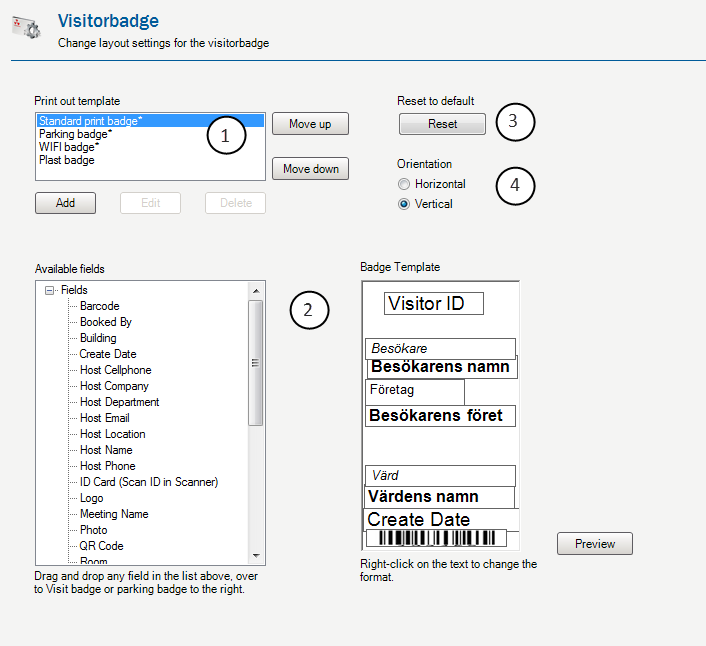 Visitorbadge
Change layout settings for the visitorbadge
Print out template
Standard print badge*
Parking badge*
WIFI badge*
Plast badge
1
Move up
Move down
Add
Edit
Delete
Reset to default
Reset
3
Orientation
Horizontal
Vertical
4
Available fields
Fields
Barcode
Booked By
Building
Create Date
Host Cellphone
Host Company
Host Department
Host Email
Host Location
Host Name
Host Phone
ID Card (Scan ID in Scanner)
Logo
Meeting Name
Photo
QR Code
Room
Drag and drop any field in the list above, over
to Visit badge or parking badge to the right.
2
Badge Template
Visitor ID
Besökare
Besökarens namn
Företag
Besökarens föret
Värd
Värdens namn
Create Date
Right-click on the text to change the
format.
Preview